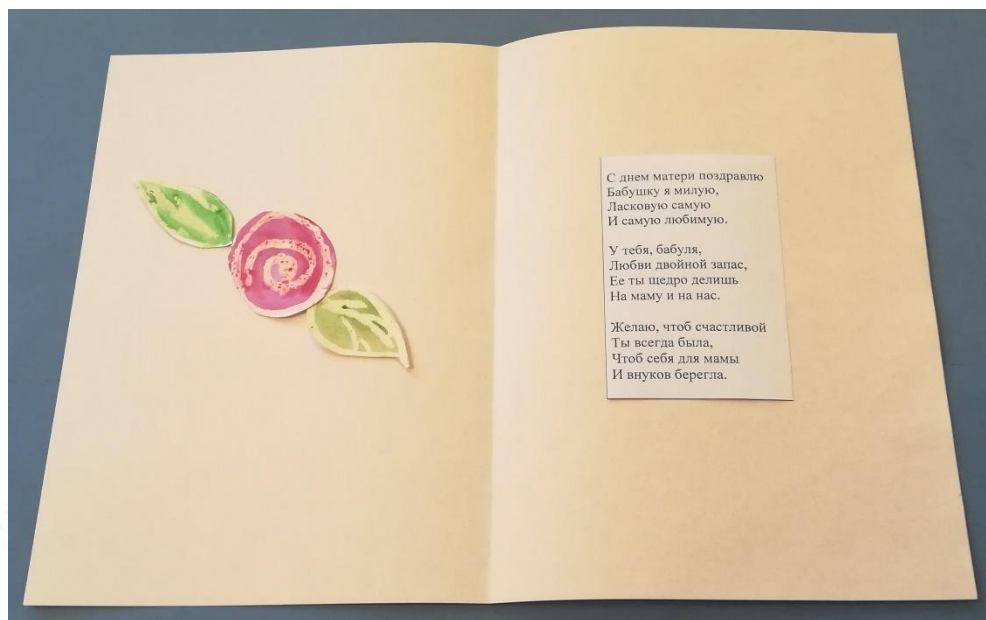 С днем матери поздравлю
Бабушку я милую,
Ласковую самую
И самую любимую.
У тебя, бабуля,
Любви двойной запас,
Ее ты щедро делишь
На маму и на нас.
Желаю, чтоб счастливой
Ты всегда была,
Чтоб себя для мамы
И внуков берегла.